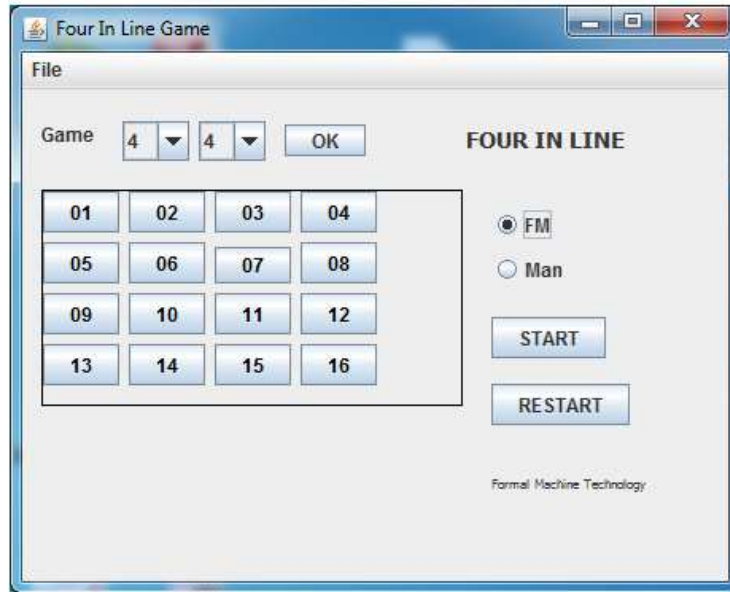 Four In Line Game
File
Game 4 4 OK FOUR IN LINE
01 02 03 04
FM
05 06 07 08
Man
09 10 11 12
START
13 14 15 16
RESTART
Formal Machine Technology